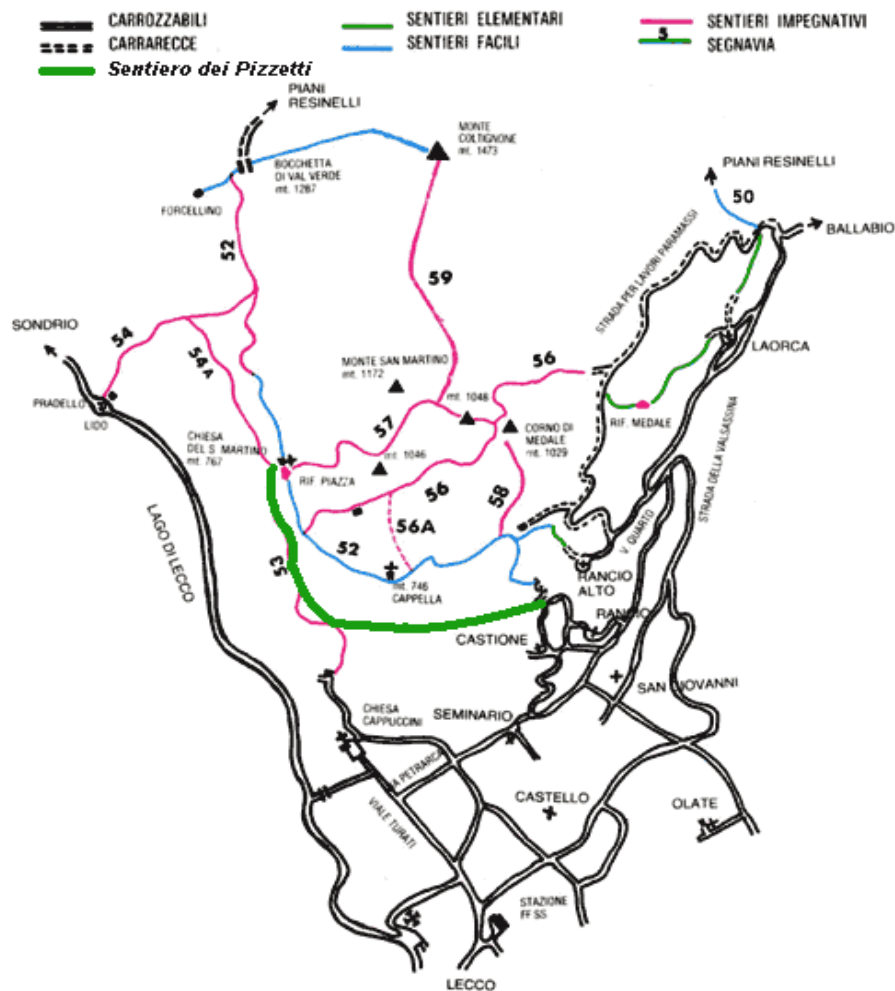 CARROZZABILI
CARRARECCE
Sentiero dei Pizzetti
SENTIERI ELEMENTARI
SENTIERI FACILI
SENTIERI IMPEGNATIVI
5
SEGNAVIA
PIANI
RESINELLI
MONTE
COLTIGNONE
mt. 1473
BOCCHETTA
DI VAL VERDE
mt. 1287
FORCELLINO
PIANI RESINELLI
50
BALLABIO
52
59
STRADA PER LAVORI PARAMASSI
SONDRIO
54
54A
MONTE SAN MARTINO
mt. 1172
56
LAORCA
PRADELLO
LIDO
mt. 1046
57
CORNO DI
MEDALE
mt. 1029
RIF. MEDALE
CHIESA
DEL S. MARTINO
mt. 767
RIF. PIAZZA
mt. 1046
56
58
STRADA DELLA VALSASSINA
56A
LAGO DI LECCO
52
V. QUARTO
53
mt. 746
CAPPELLA
RANCIO
ALTO
RANCIO
CASTIONE
SAN GIOVANNI
CHIESA
CAPPUCCINI
SEMINARIO
PETRARCA
VIALE TURATI
CASTELLO
OLATE
STAZIONE
FF SS
LECCO